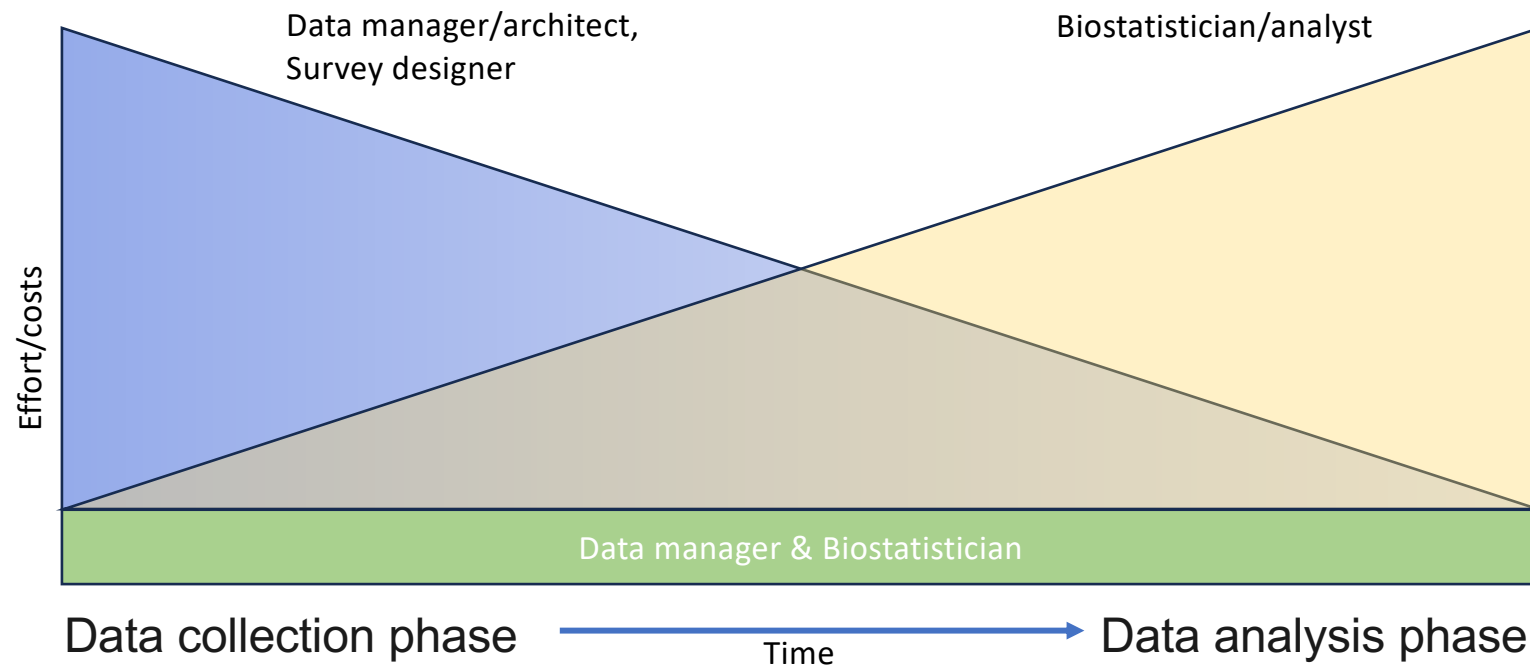 Data manager/architect,
Survey designer
Biostatistician/analyst
Effort/costs
Data manager & Biostatistician
Data collection phase
Time
Data analysis phase